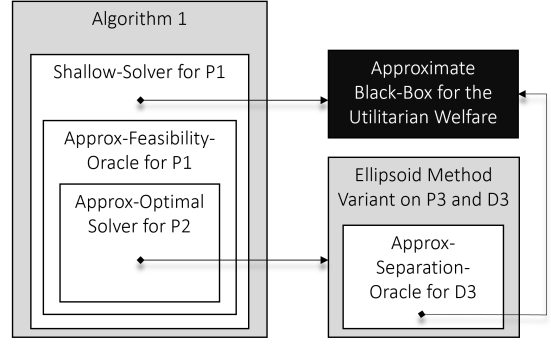 Algorithm 1
Shallow-Solver for P1
Approx-Feasibility-
Oracle for P1
Approx-Optimal
Solver for P2
Approximate
Black-Box for the
Utilitarian Welfare
Ellipsoid Method
Variant on P3 and D3
Approx-
Separation-
Oracle for D3